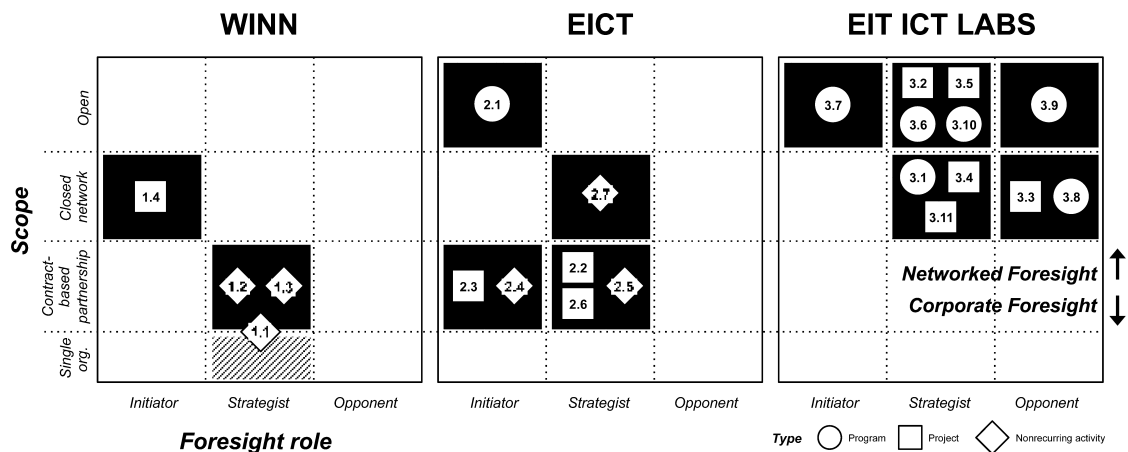 WINN
EICT
EIT ICT LABS
Scope
Open
Closed
network
Contract-
based
partnership
Single
org.
1.4
1.2
1.3
1.1
2.1
2.7
2.3
2.4
2.2
2.6
2.5
3.7
3.2
3.5
3.6
3.10
3.9
3.1
3.4
3.11
3.3
3.8
Networked Foresight
Corporate Foresight
Initiator
Strategist
Opponent
Initiator
Strategist
Opponent
Initiator
Strategist
Opponent
Foresight role
Type
Program
Project
Nonrecurring activity